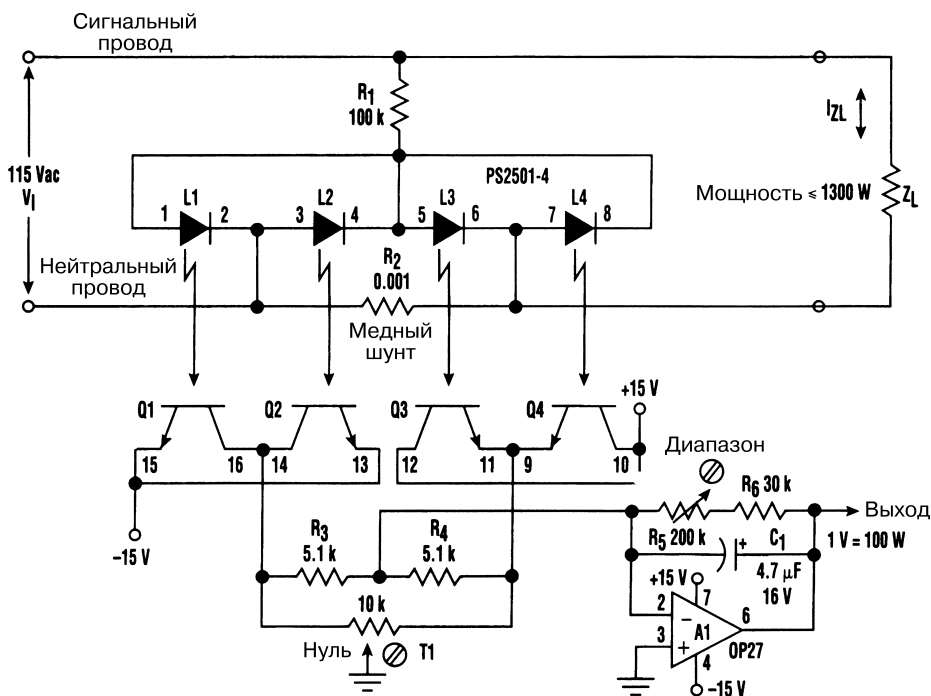 Сигнальный
провод
R1
100 k
IZL
115 Vac
VI
PS2501-4
Мощность ≤ 1300 W
ZL
L1
L2
L3
L4
1
2
3
4
5
6
7
8
Нейтральный
провод
R2
0.001
Медный
шунт
+15 V
Q1
Q2
Q3
Q4
15
16
14
13
12
11
9
10
Диапазон
R6 30 k
Выход
R5 200 k
C1
1 V = 100 W
–15 V
R3
5.1 k
R4
5.1 k
+15 V
4.7 μF
16 V
10 k
2
7
6
3
A1
OP27
4
Нуль
T1
–15 V